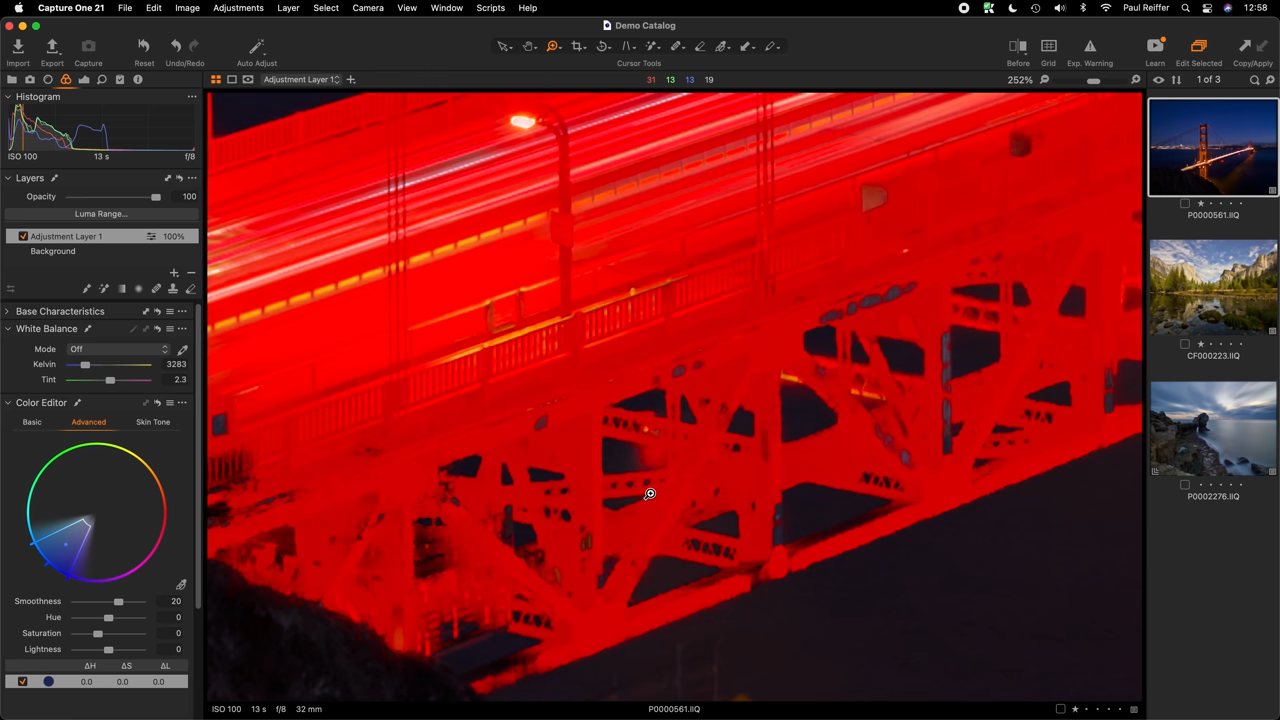 Capture One 21 File Edit Image Adjustments Layer Select Camera View Window Scripts Help Paul Reiffer 12:58
Demo Catalog
Import Export Capture Reset Undo/Redo Auto Adjust Cursor Tools Before Grid Exp. Warning Learn Edit Selected Copy/Apply
Adjustment Layer 1 31 13 13 19 252% 1 of 3
Histogram
ISO 100 13 s f/8
Layers
Opacity 100
Luma Range...
Adjustment Layer 1 100%
Background
Base Characteristics
White Balance
Mode Off
Kelvin 3283
Tint 2.3
Color Editor
Basic Advanced Skin Tone
Smoothness 20
Hue 0
Saturation 0
Lightness 0
ΔH ΔS ΔL
0.0 0.0 0.0
ISO 100 13 s f/8 32 mm P0000561.IIQ
P0000561.IIQ
CF000223.IIQ
P0002276.IIQ